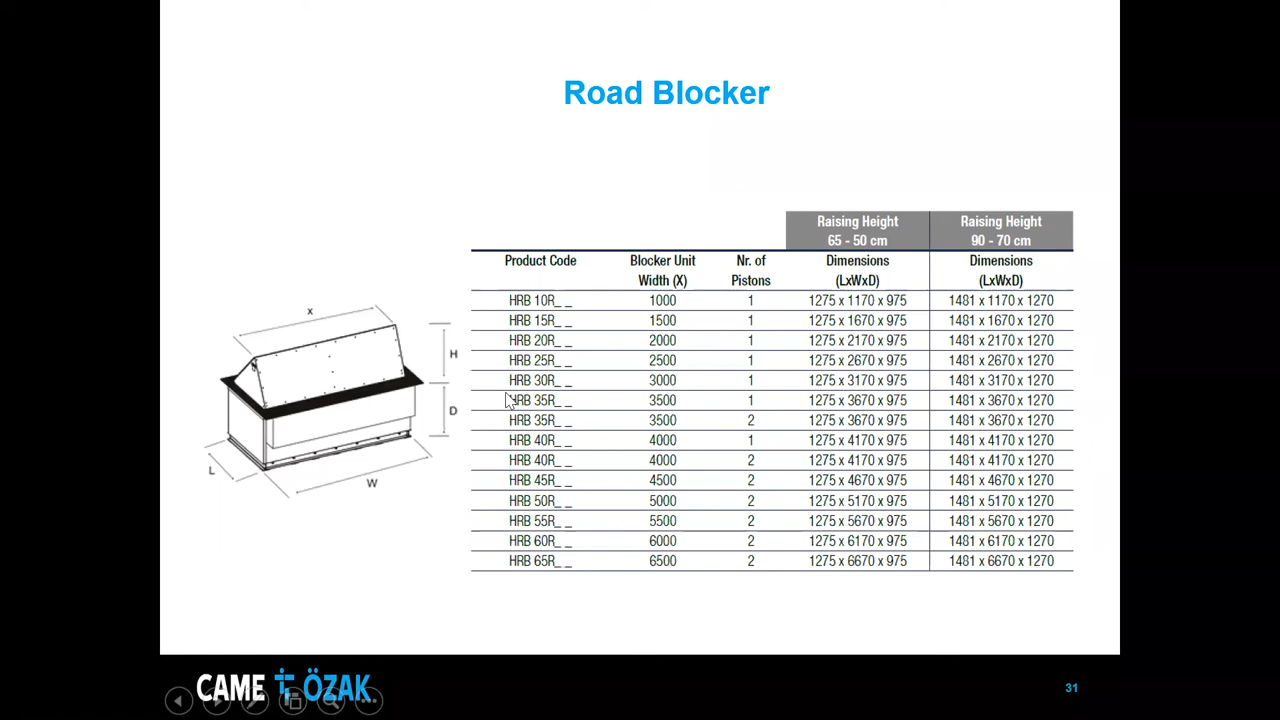 Road Blocker
Raising Height Raising Height
65 - 50 cm 90 - 70 cm
Product Code Blocker Unit Nr. of Dimensions Dimensions
Width (X) Pistons (LxWxD) (LxWxD)
HRB 10R_ _ 1000 1 1275 x 1170 x 975 1481 x 1170 x 1270
HRB 15R_ _ 1500 1 1275 x 1670 x 975 1481 x 1670 x 1270
HRB 20R_ _ 2000 1 1275 x 2170 x 975 1481 x 2170 x 1270
HRB 25R_ _ 2500 1 1275 x 2670 x 975 1481 x 2670 x 1270
HRB 30R_ _ 3000 1 1275 x 3170 x 975 1481 x 3170 x 1270
HRB 35R_ _ 3500 1 1275 x 3670 x 975 1481 x 3670 x 1270
HRB 35R_ _ 3500 2 1275 x 3670 x 975 1481 x 3670 x 1270
HRB 40R_ _ 4000 1 1275 x 4170 x 975 1481 x 4170 x 1270
HRB 40R_ _ 4000 2 1275 x 4170 x 975 1481 x 4170 x 1270
HRB 45R_ _ 4500 2 1275 x 4670 x 975 1481 x 4670 x 1270
HRB 50R_ _ 5000 2 1275 x 5170 x 975 1481 x 5170 x 1270
HRB 55R_ _ 5500 2 1275 x 5670 x 975 1481 x 5670 x 1270
HRB 60R_ _ 6000 2 1275 x 6170 x 975 1481 x 6170 x 1270
HRB 65R_ _ 6500 2 1275 x 6670 x 975 1481 x 6670 x 1270
x
H
D
L
W
CAME ÖZAK
31